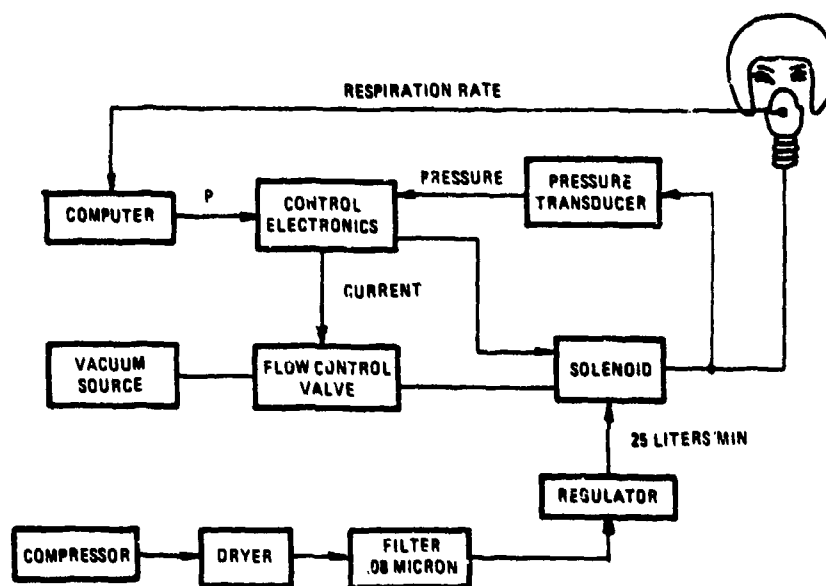 RESPIRATION RATE
COMPUTER
P
CONTROL
ELECTRONICS
PRESSURE
PRESSURE
TRANSDUCER
CURRENT
VACUUM
SOURCE
FLOW CONTROL
VALVE
SOLENOID
25 LITERS/MIN
REGULATOR
COMPRESSOR
DRYER
FILTER
.08 MICRON